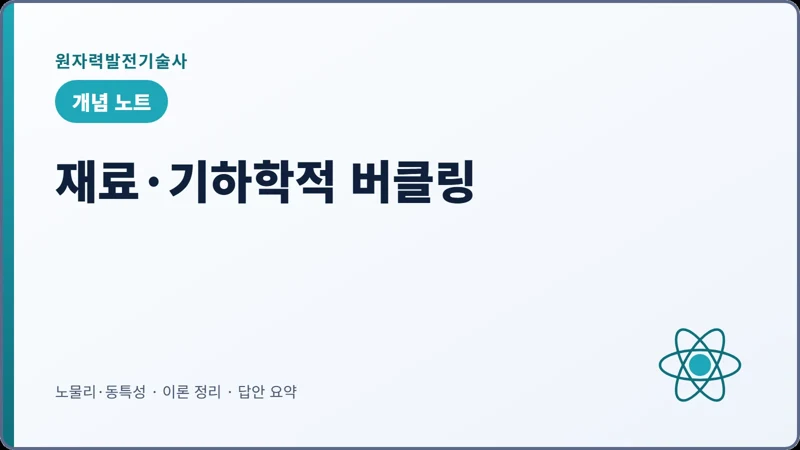 원자력발전기술사
개념 노트
재료·기하학적 버클링
노물리·동특성 · 이론 정리 · 답안 요약